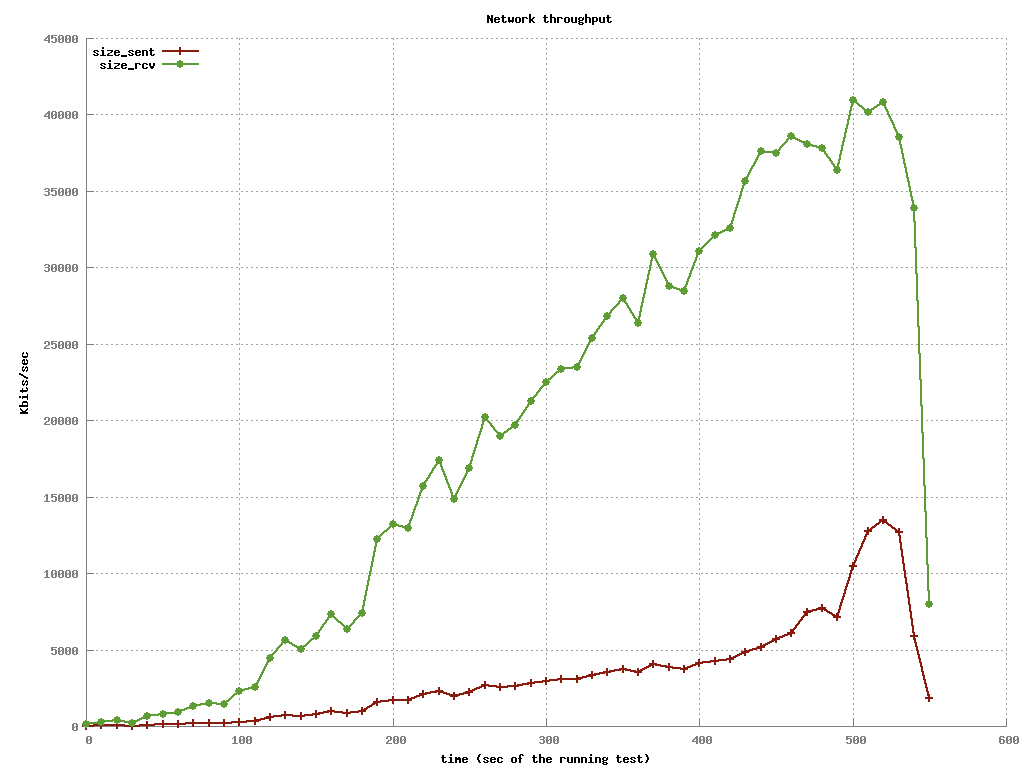 Network throughput
45000
size_sent
size_rcv
40000
35000
30000
25000
Kbits/sec
20000
15000
10000
5000
0
0 100 200 300 400 500 600
time (sec of the running test)